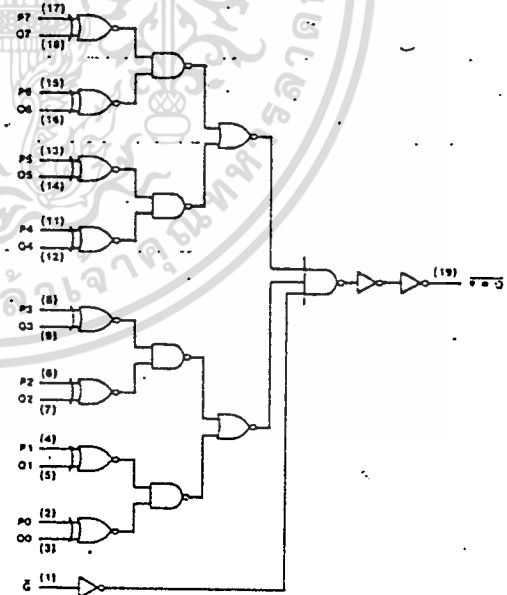 P7 (17)
Q7 (18)
P6 (15)
Q6 (16)
P5 (13)
Q5 (14)
P4 (11)
Q4 (12)
(19)
P3 (8)
Q3 (9)
P2 (6)
Q2 (7)
P1 (4)
Q1 (5)
P0 (2)
Q0 (3)
G̅ (1)